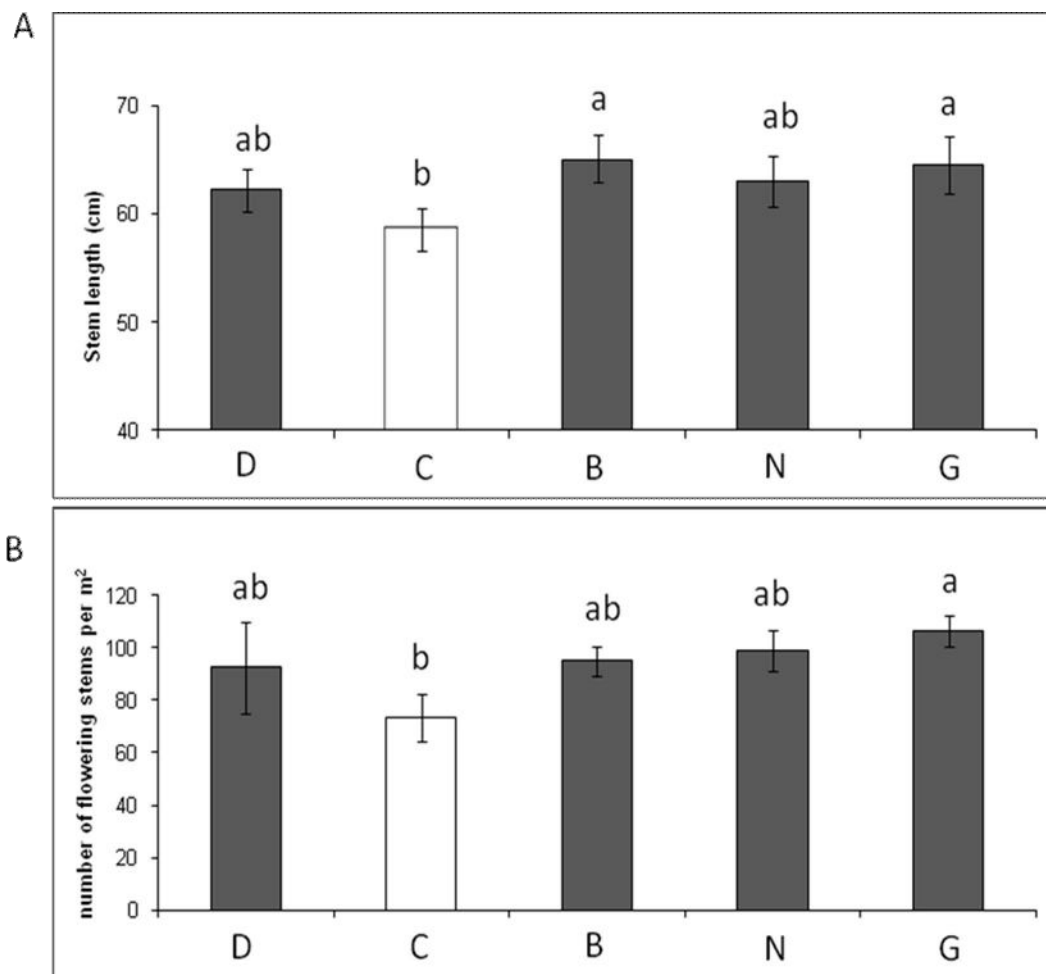 A
Stem length (cm)
70
60
50
40
ab
b
a
ab
a
D C B N G
B
number of flowering stems per m²
120
100
80
60
40
20
0
ab
b
ab
ab
a
D C B N G